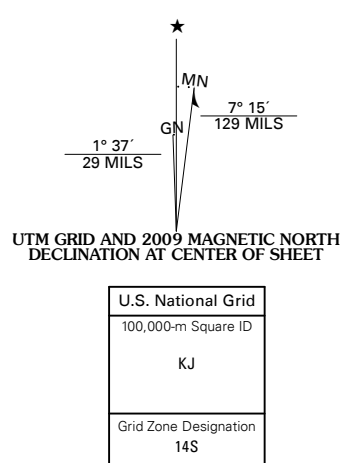 ★
MN
GN
7° 15´
129 MILS
1° 37´
29 MILS
UTM GRID AND 2009 MAGNETIC NORTH
DECLINATION AT CENTER OF SHEET
U.S. National Grid
100,000-m Square ID
KJ
Grid Zone Designation
14S